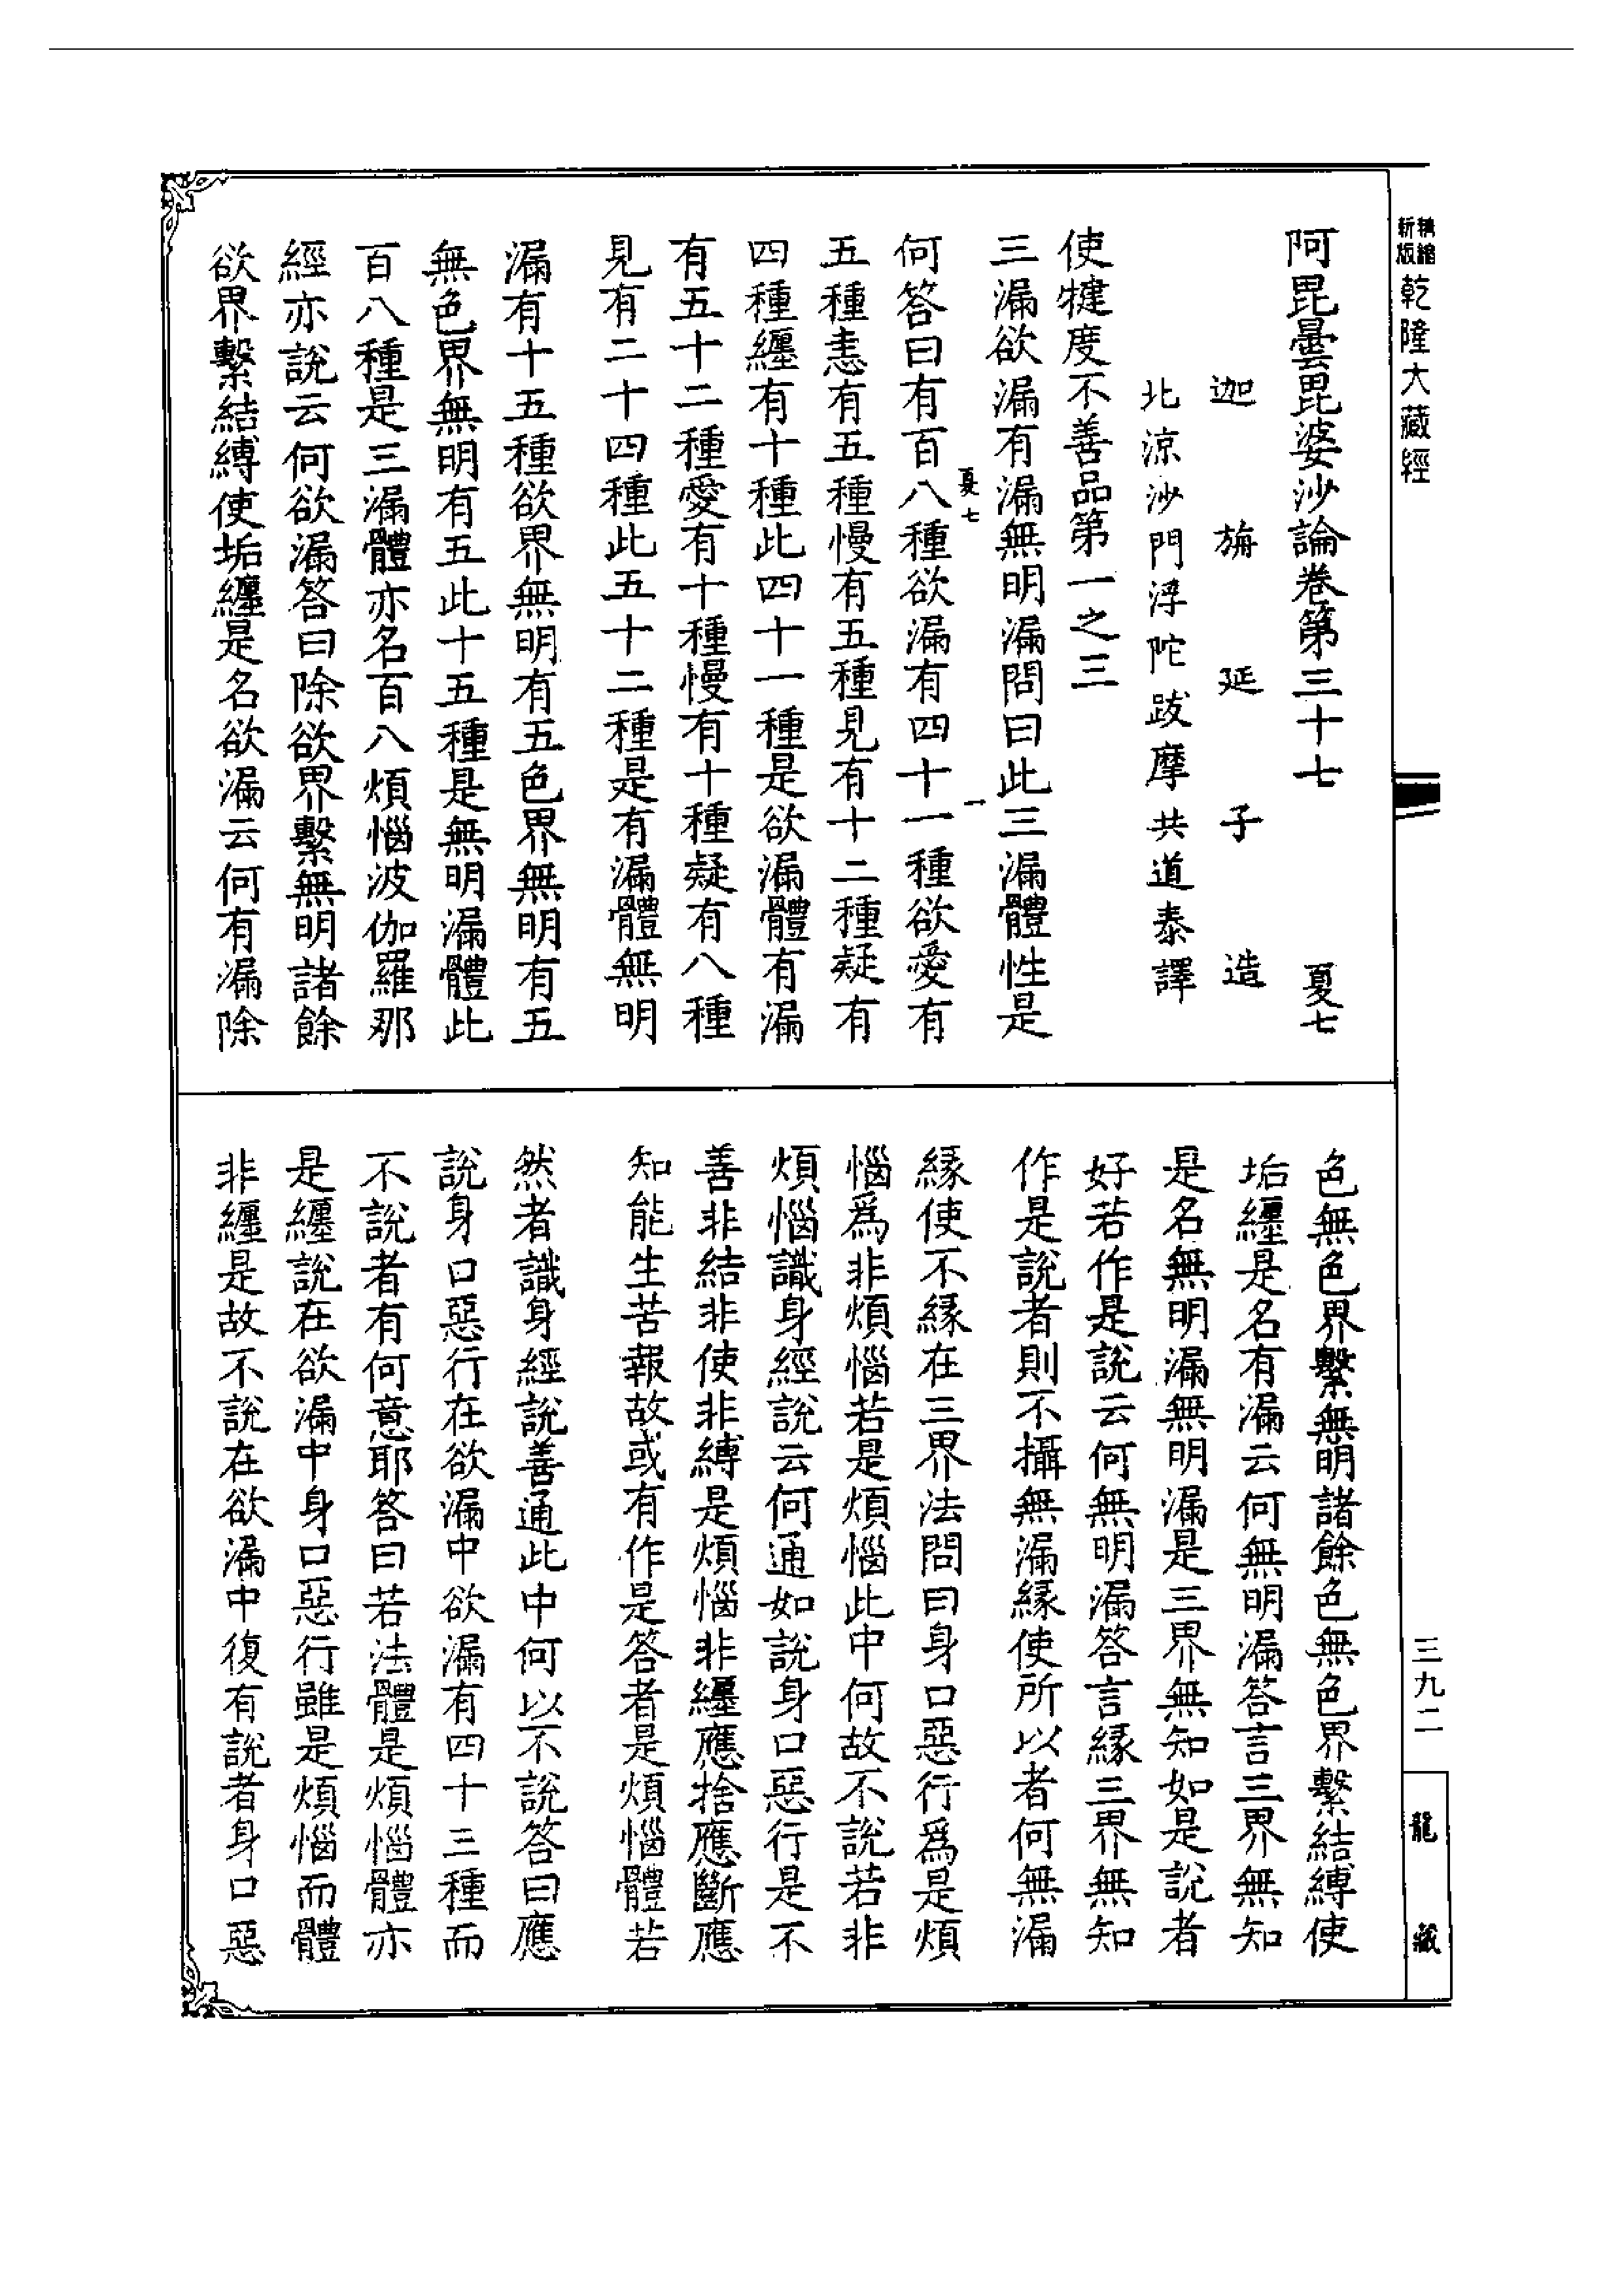 新版精縮乾隆大藏經
阿毘曇毘婆沙論卷第三十七　夏七
迦旃延子造
北涼沙門浮陀跋摩共道泰譯
使犍度不善品第一之三
三漏欲漏有漏無明漏問曰此三漏體性是
夏七　一
何答曰有百八種欲漏有四十一種欲愛有
五種恚有五種慢有五種見有十二種疑有
四種纏有十種此四十一種是欲漏體有漏
有五十二種愛有十種慢有十種疑有八種
見有二十四種此五十二種是有漏體無明
漏有十五種欲界無明有五色界無明有五
無色界無明有五此十五種是無明漏體此
百八種是三漏體亦名百八煩惱波伽羅那
經亦說云何欲漏答曰除欲界繫無明諸餘
欲界繫結縛使垢纏是名欲漏云何有漏除
色無色界繫無明諸餘色無色界繫結縛使
垢纏是名有漏云何無明漏答言三界無知
是名無明漏無明漏是三界無知如是說者
好若作是說云何無明漏答言緣三界無知
作是說者則不攝無漏緣使所以者何無漏
緣使不緣在三界法問曰身口惡行爲是煩
惱爲非煩惱若是煩惱此中何故不說若非
煩惱識身經說云何通如說身口惡行是不
善非結非使非縛是煩惱非纏應捨應斷應
知能生苦報故或有作是答者是煩惱體若
然者識身經說善通此中何以不說答曰應
說身口惡行在欲漏中欲漏有四十三種而
不說者有何意耶答曰若法體是煩惱體亦
是纏說在欲漏中身口惡行雖是煩惱而體
非纏是故不說在欲漏中復有說者身口惡
三九二
龍藏